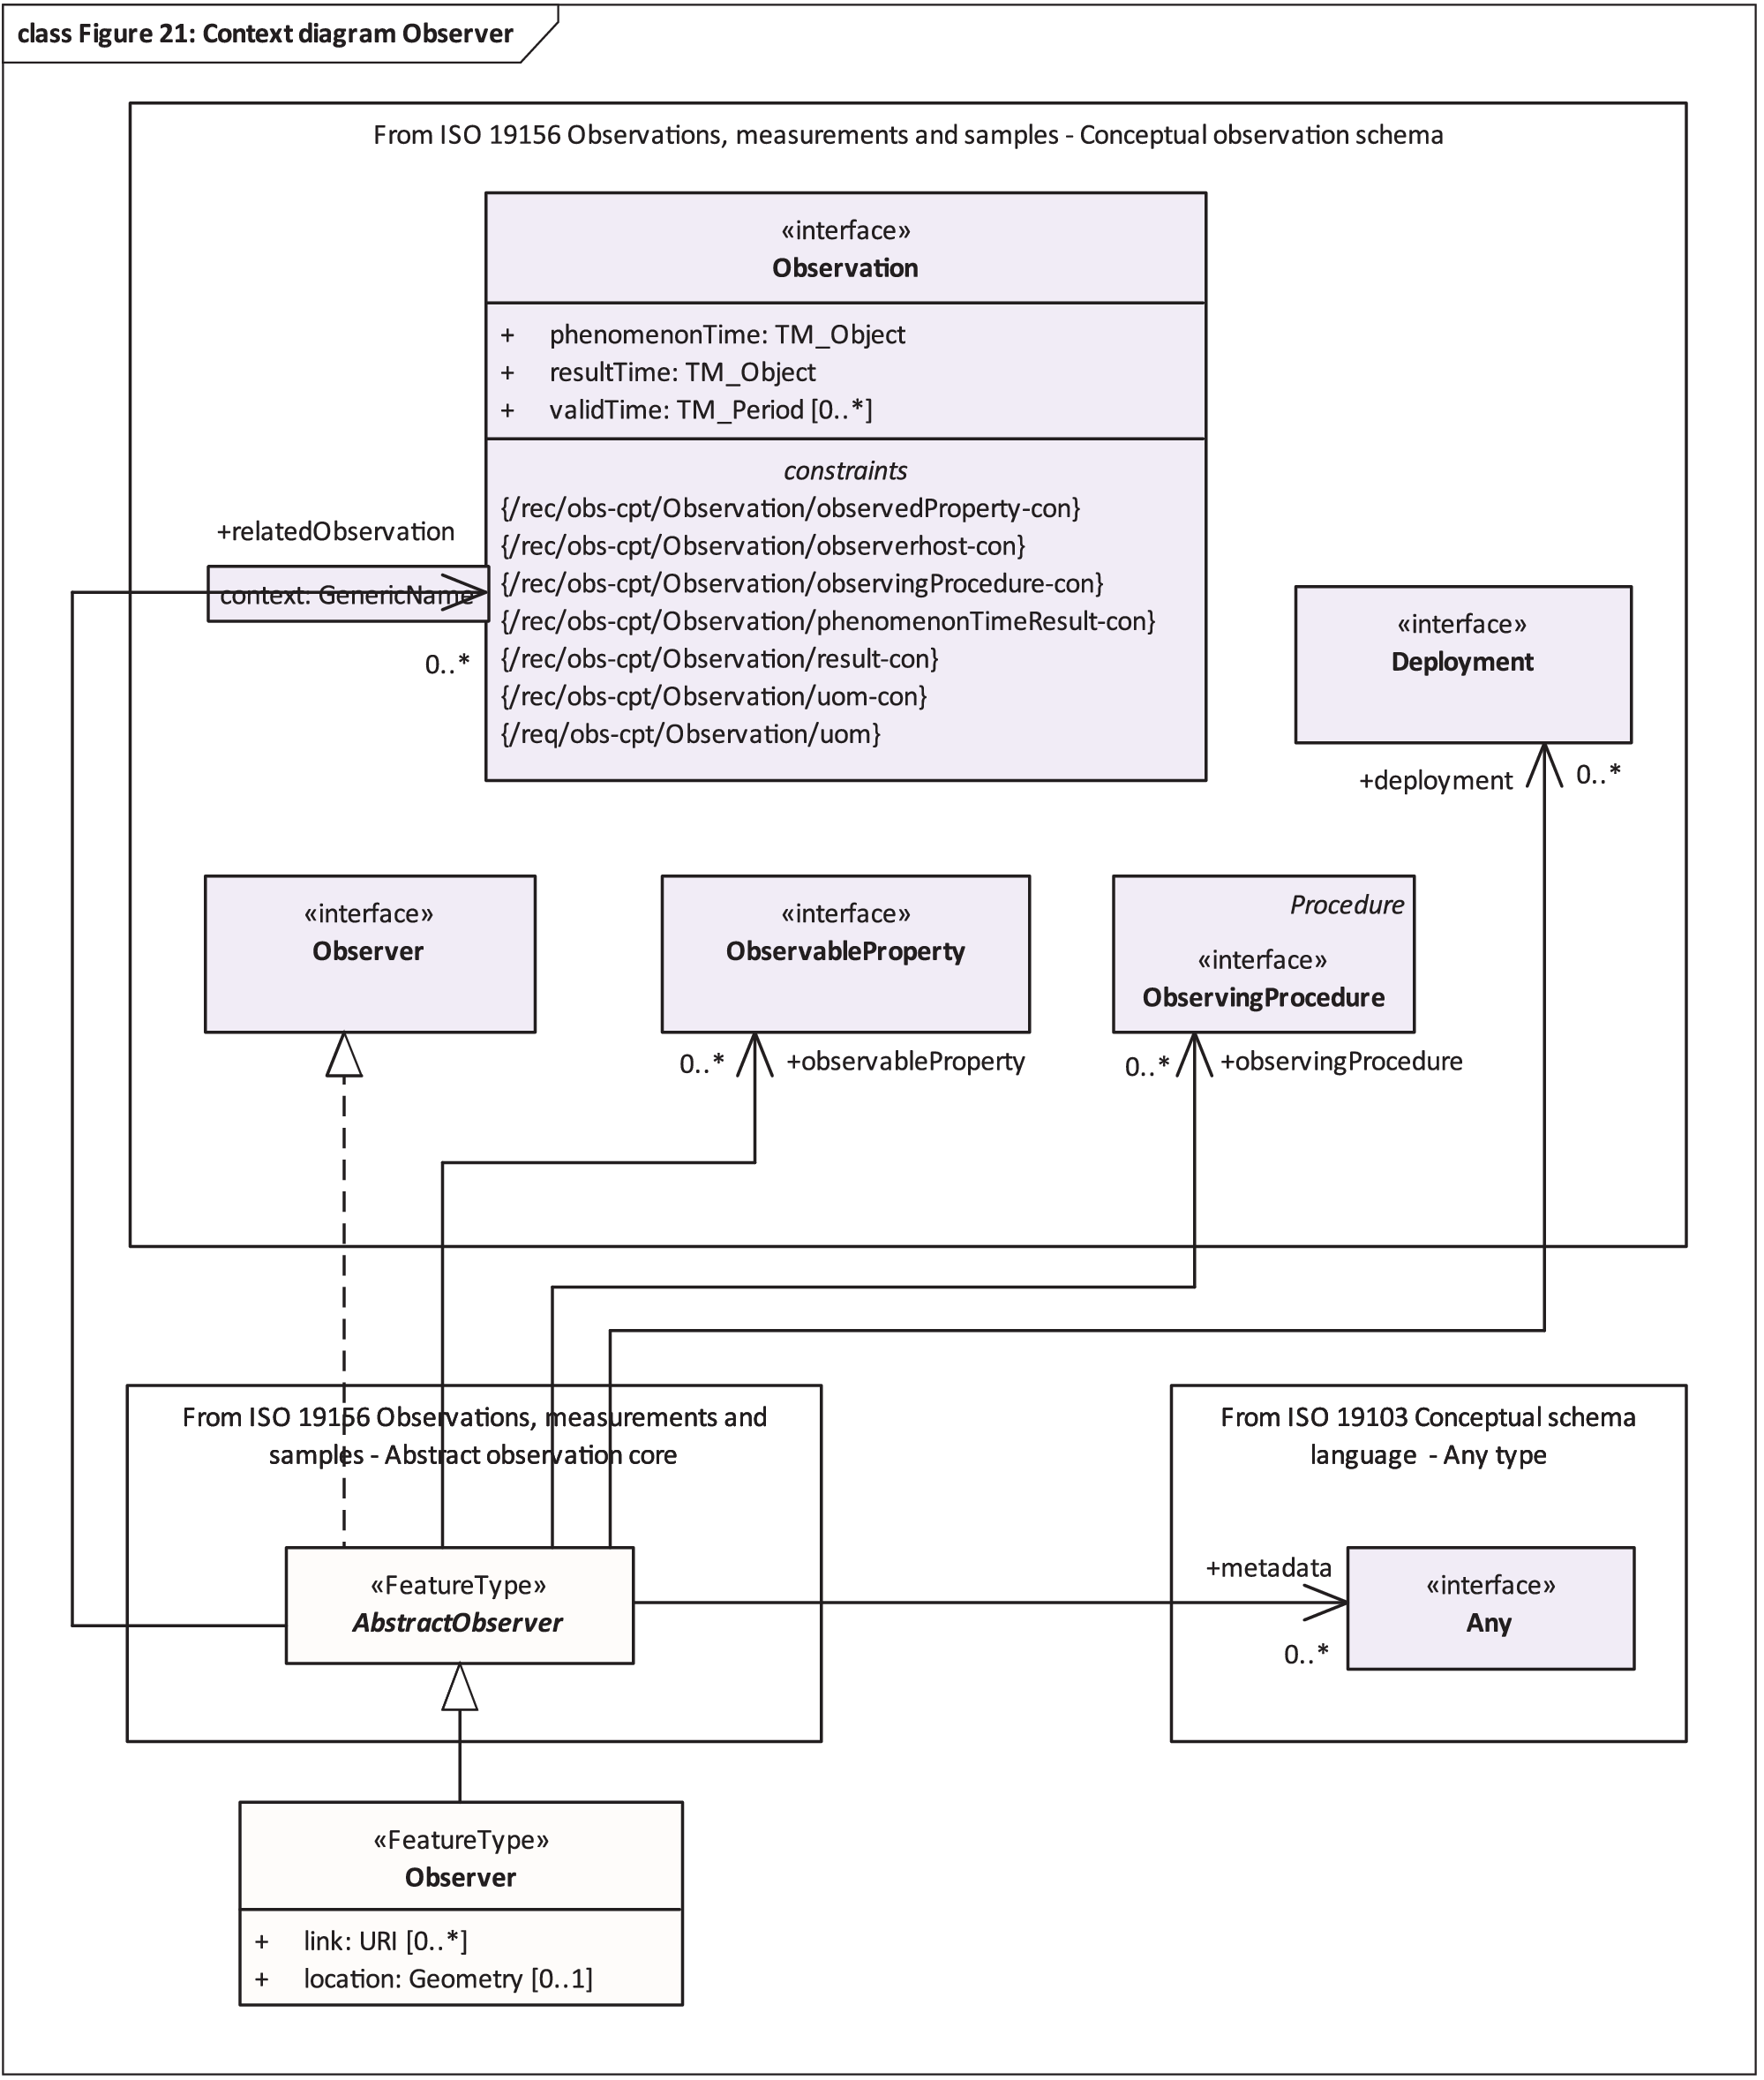 class Figure 21: Context diagram Observer
From ISO 19156 Observations, measurements and samples - Conceptual observation schema
«interface»
Observation
+ phenomenonTime: TM_Object
+ resultTime: TM_Object
+ validTime: TM_Period [0..*]
constraints
{/rec/obs-cpt/Observation/observedProperty-con}
{/rec/obs-cpt/Observation/observerhost-con}
{/rec/obs-cpt/Observation/observingProcedure-con}
{/rec/obs-cpt/Observation/phenomenonTimeResult-con}
{/rec/obs-cpt/Observation/result-con}
{/rec/obs-cpt/Observation/uom-con}
{/req/obs-cpt/Observation/uom}
+relatedObservation
context: GenericName
0..*
«interface»
Deployment
+deployment
0..*
«interface»
Observer
«interface»
ObservableProperty
Procedure
«interface»
ObservingProcedure
0..*
+observableProperty
0..*
+observingProcedure
From ISO 19156 Observations, measurements and
samples - Abstract observation core
From ISO 19103 Conceptual schema
language - Any type
«FeatureType»
AbstractObserver
+metadata
0..*
«interface»
Any
«FeatureType»
Observer
+ link: URI [0..*]
+ location: Geometry [0..1]